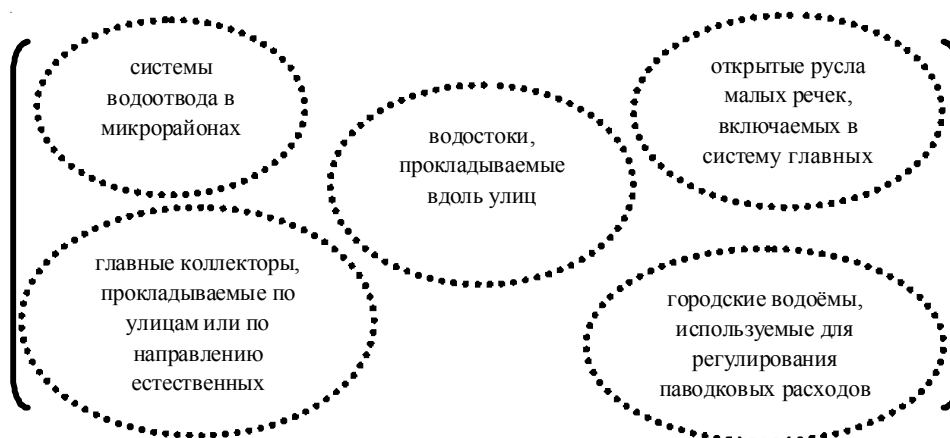 системы
водоотвода в
микрорайонах
водостоки,
прокладываемые
вдоль улиц
открытые русла
малых речек,
включаемых в
систему главных
главные коллекторы,
прокладываемые по
улицам или по
направлению
естественных
городские водоёмы,
используемые для
регулирования
паводковых расходов